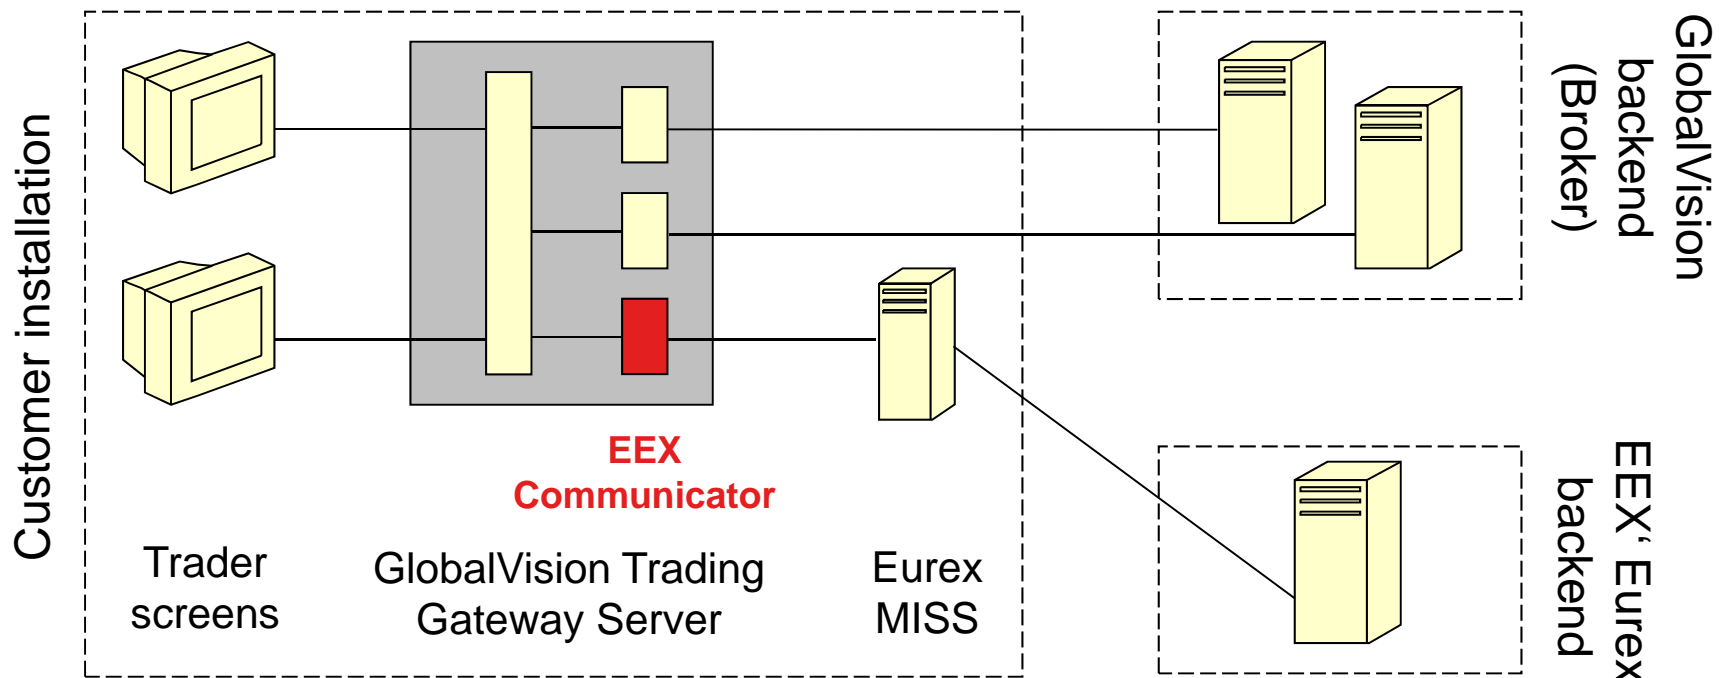 Customer installation
EEX
Communicator
Trader
screens
GlobalVision Trading
Gateway Server
Eurex
MISS
GlobalVision
backend
(Broker)
EEX‘ Eurex
backend